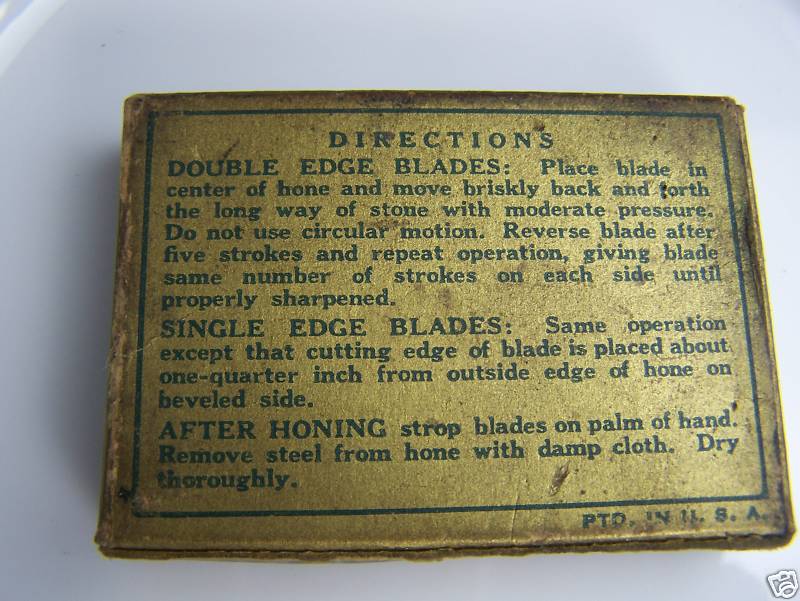 DIRECTIONS
DOUBLE EDGE BLADES: Place blade in
center of hone and move briskly back and forth
the long way of stone with moderate pressure.
Do not use circular motion. Reverse blade after
five strokes and repeat operation, giving blade
same number of strokes on each side until
properly sharpened.
SINGLE EDGE BLADES: Same operation
except that cutting edge of blade is placed about
one-quarter inch from outside edge of hone on
beveled side.
AFTER HONING strop blades on palm of hand.
Remove steel from hone with damp cloth. Dry
thoroughly.
PTD. IN U. S. A.